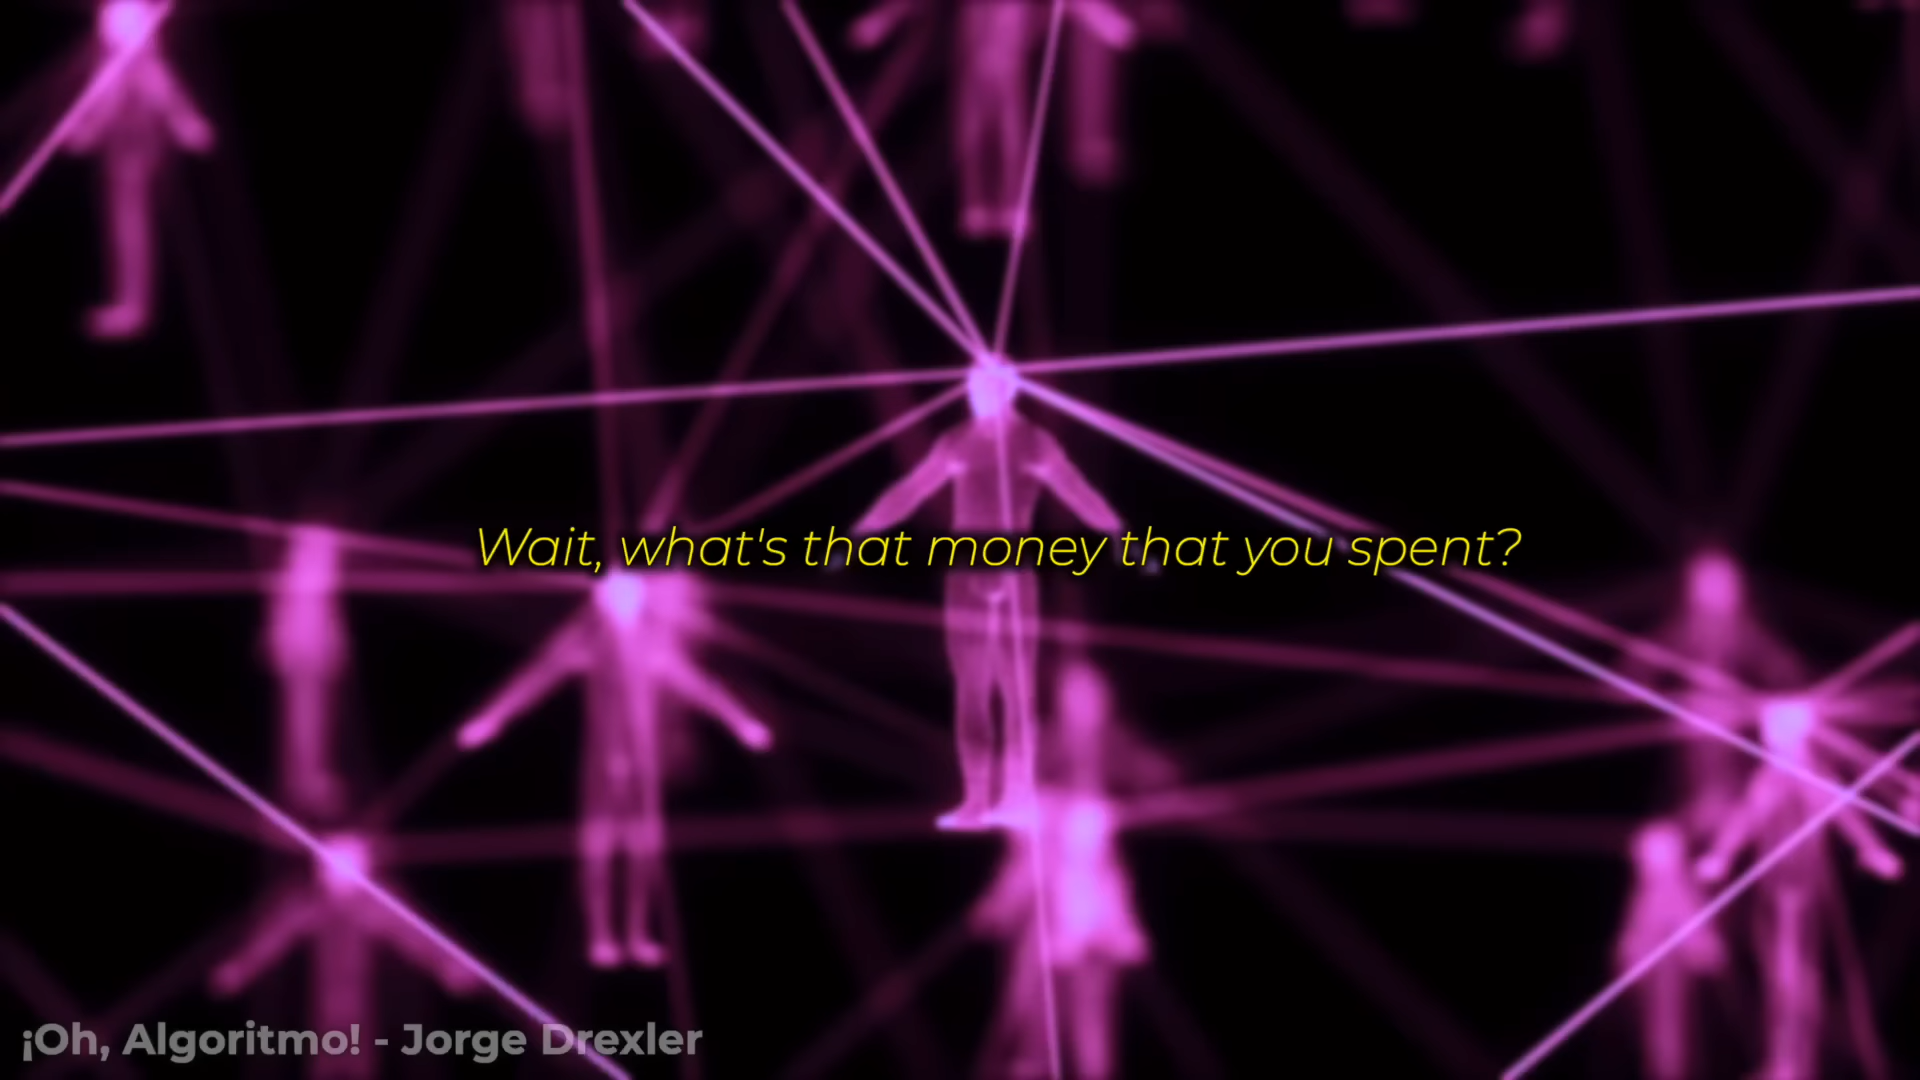 Wait, what's that money that you spent?
¡Oh, Algoritmo! - Jorge Drexler